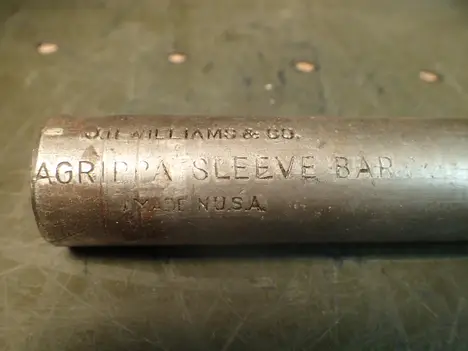 J.H. WILLIAMS & CO.
AGRIPPA SLEEVE BAR
MADE IN U.S.A.